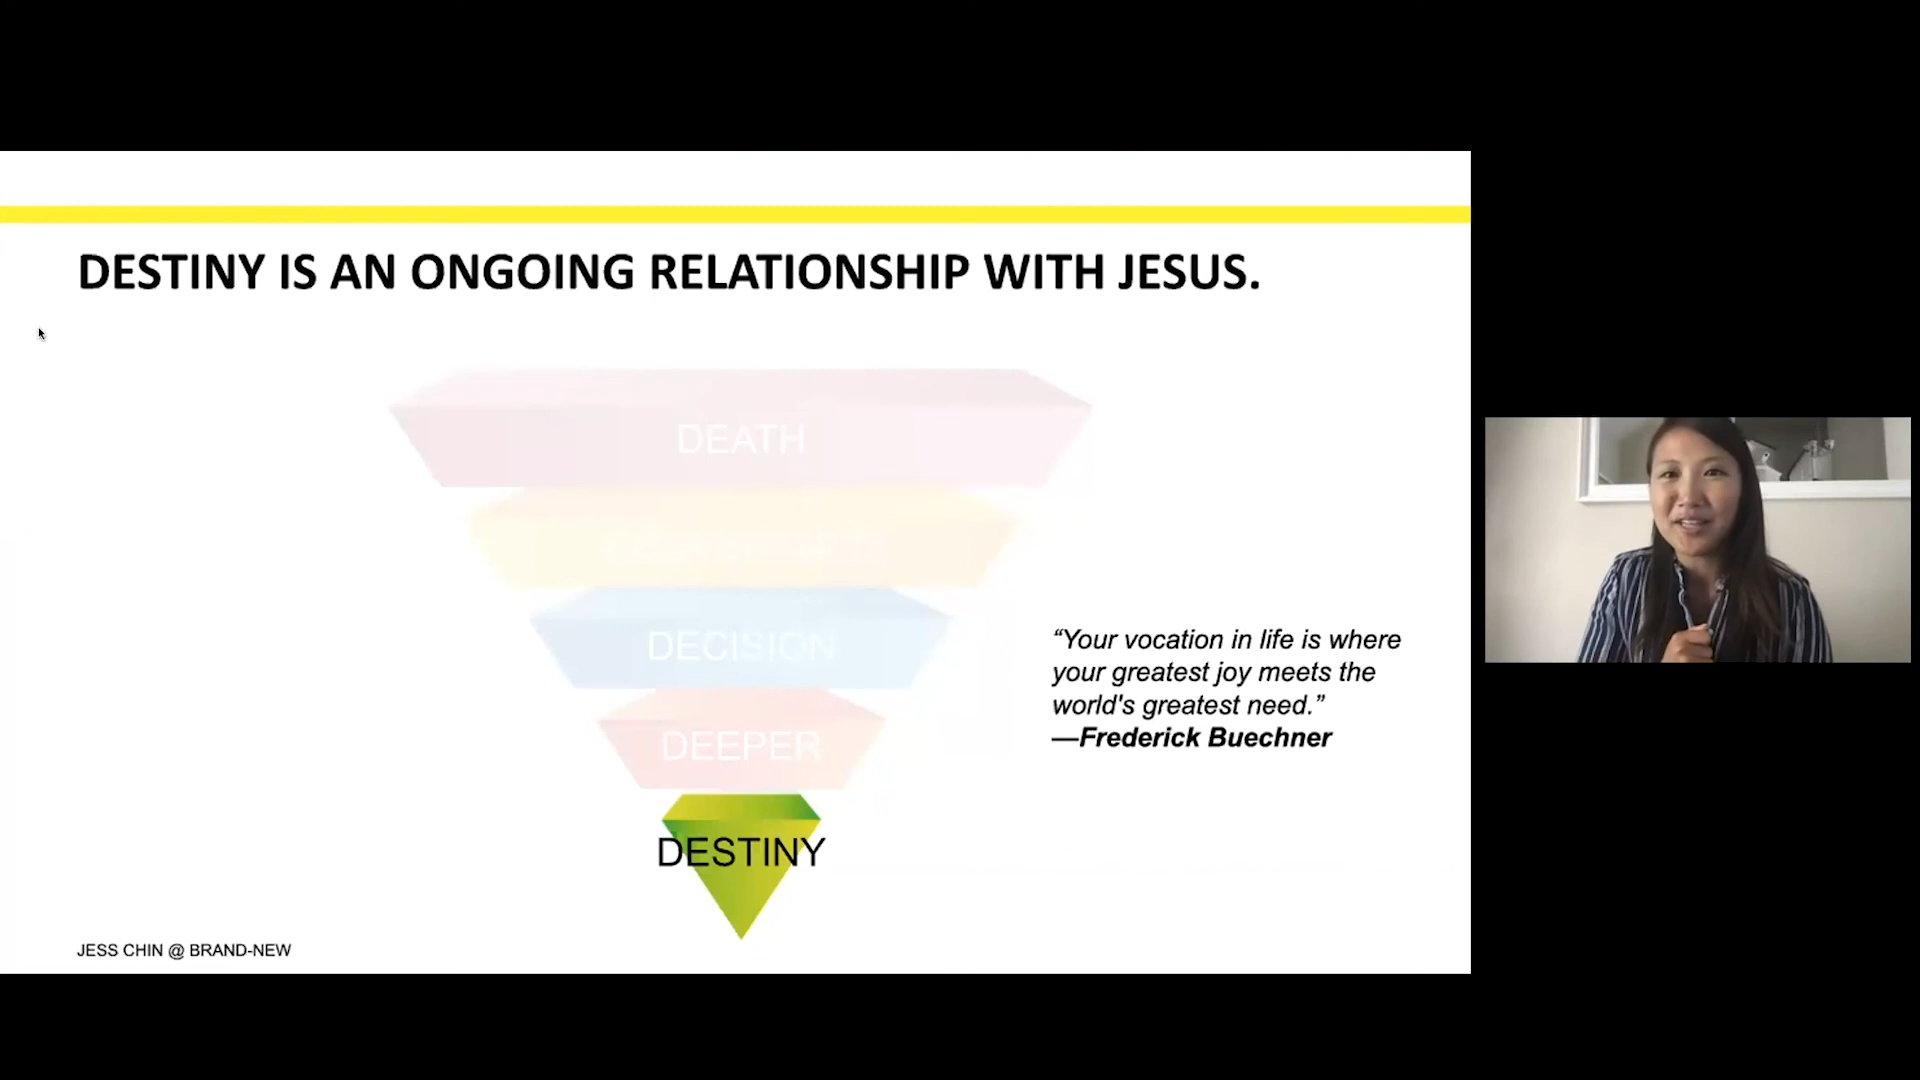 DESTINY IS AN ONGOING RELATIONSHIP WITH JESUS.
DEATH
DECISION
DEEPER
DESTINY
“Your vocation in life is where
your greatest joy meets the
world's greatest need.”
—Frederick Buechner
JESS CHIN @ BRAND-NEW